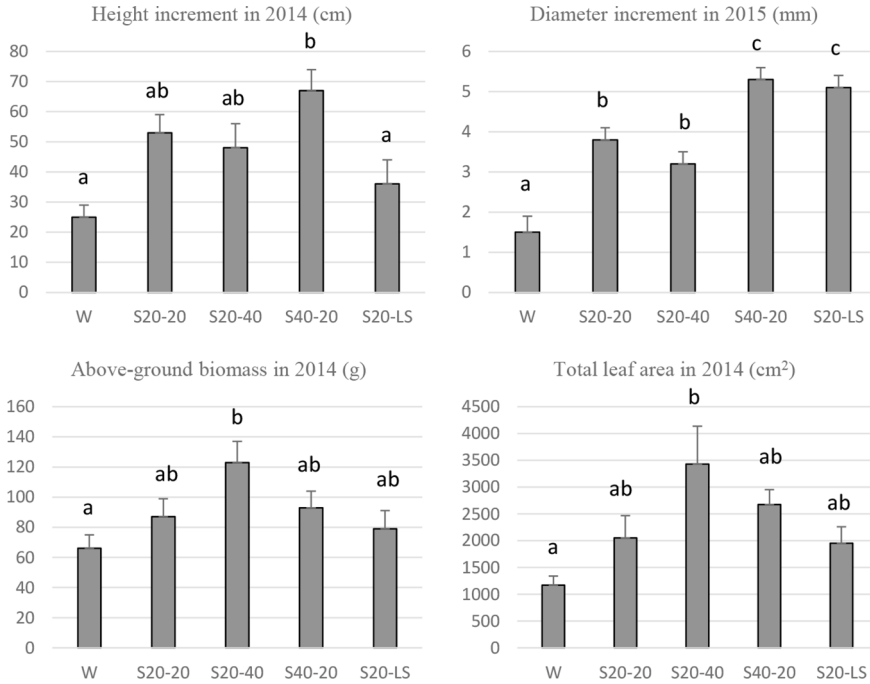 Height increment in 2014 (cm)
80
70
60
50
40
30
20
10
0
a
ab
ab
b
a
W S20-20 S20-40 S40-20 S20-LS
Diameter increment in 2015 (mm)
6
5
4
3
2
1
0
a
b
b
c
c
W S20-20 S20-40 S40-20 S20-LS
Above-ground biomass in 2014 (g)
160
140
120
100
80
60
40
20
0
a
ab
b
ab
ab
W S20-20 S20-40 S40-20 S20-LS
Total leaf area in 2014 (cm²)
4500
4000
3500
3000
2500
2000
1500
1000
500
0
a
ab
b
ab
ab
W S20-20 S20-40 S40-20 S20-LS